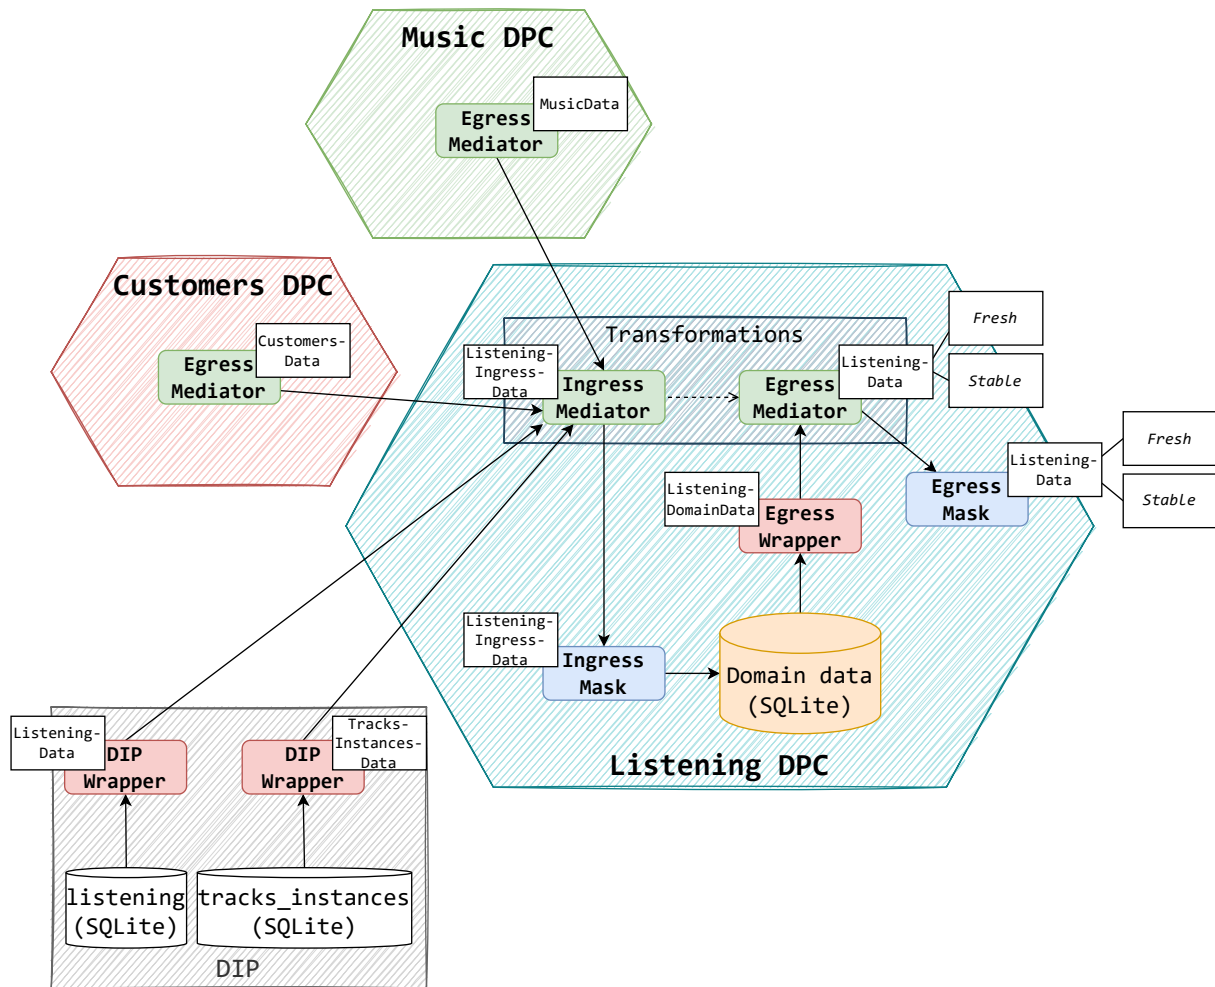 Music DPC
MusicData
Egress
Mediator
Customers DPC
Customers-
Data
Egress
Mediator
Transformations
Listening-
Ingress-
Data
Ingress
Mediator
Egress
Mediator
Listening-
Data
Fresh
Stable
Listening-
Data
Fresh
Stable
Egress
Mask
Listening-
DomainData
Egress
Wrapper
Listening-
Ingress-
Data
Ingress
Mask
Domain data
(SQLite)
Listening DPC
Listening-
Data
DIP
Wrapper
Tracks-
Instances-
Data
DIP
Wrapper
listening
(SQLite)
tracks_instances
(SQLite)
DIP